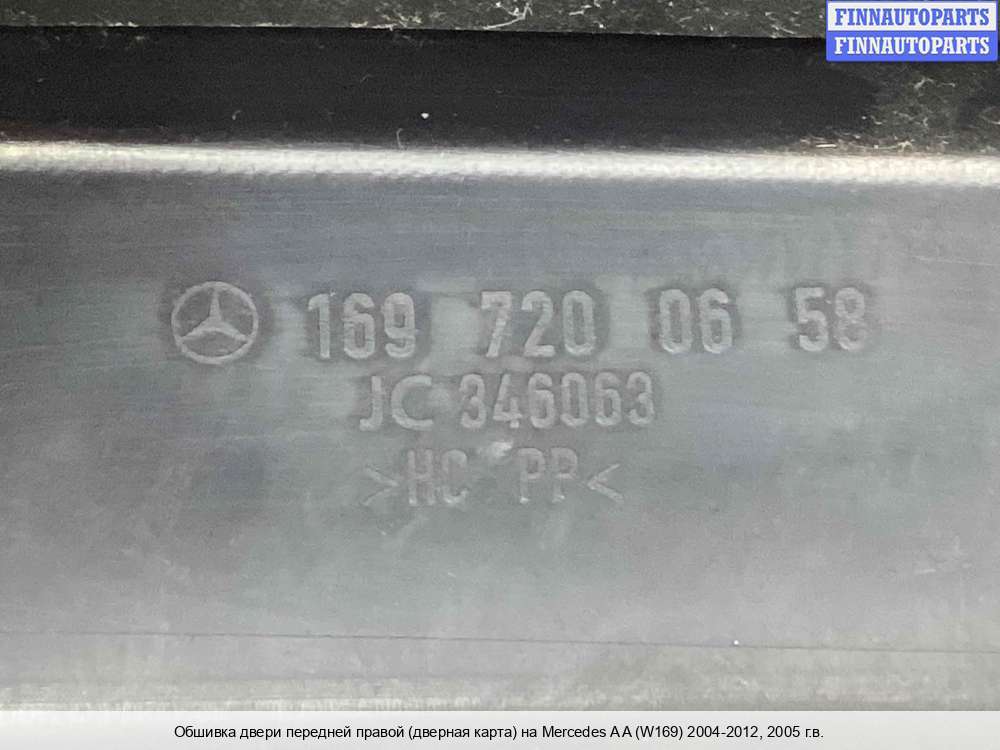 FINNAUTOPARTS
FINNAUTOPARTS
169 720 06 58
JC 346063
>HC PP<
Обшивка двери передней правой (дверная карта) на Mercedes A A (W169) 2004-2012, 2005 г.в.